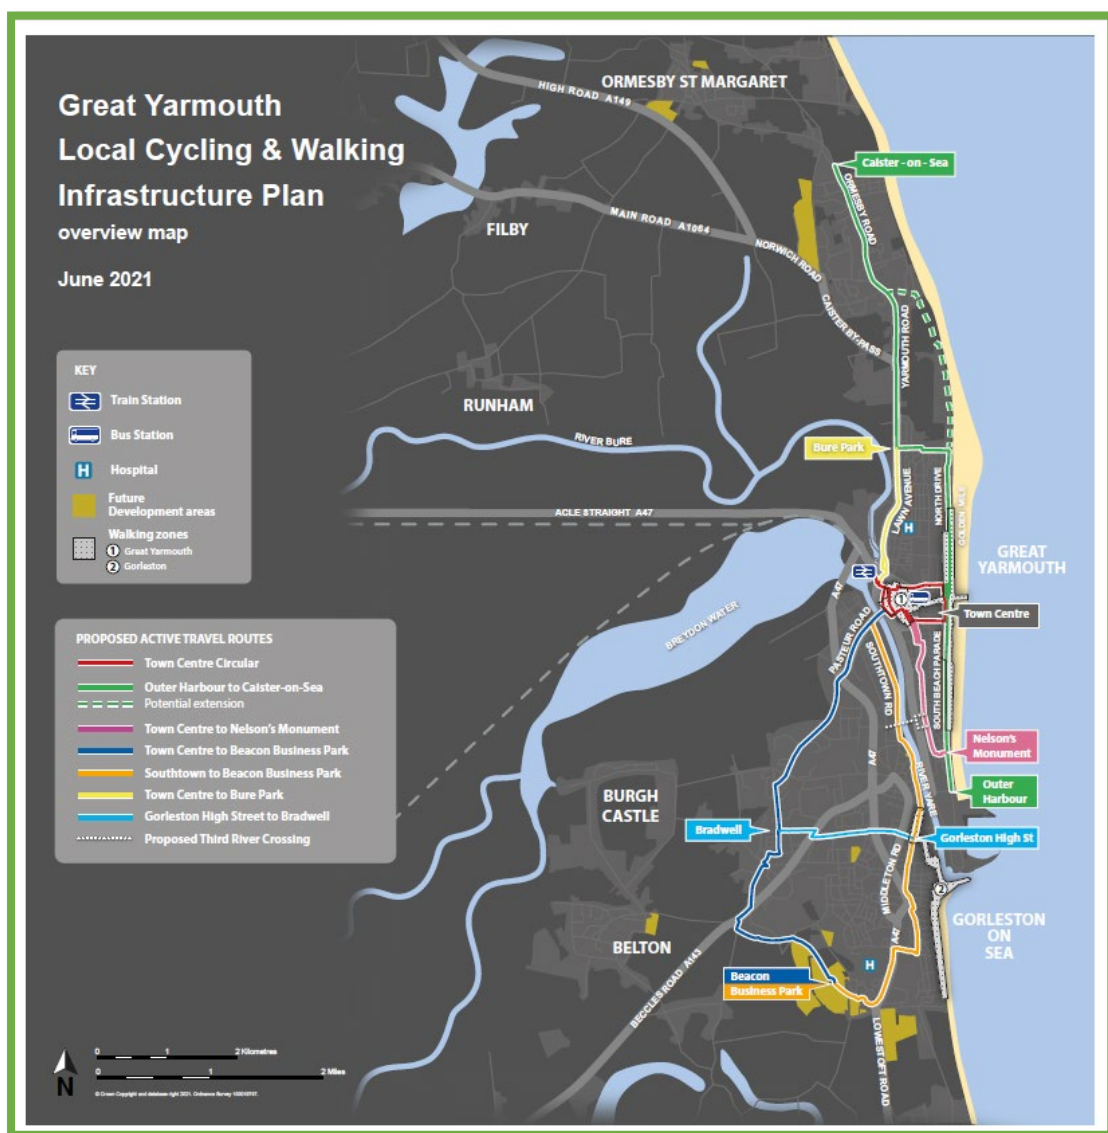 Great Yarmouth
Local Cycling & Walking
Infrastructure Plan
overview map
June 2021
KEY
Train Station
Bus Station
H
Hospital
Future
Development areas
Walking zones
1 Great Yarmouth
2 Gorleston
PROPOSED ACTIVE TRAVEL ROUTES
Town Centre Circular
Outer Harbour to Caister-on-Sea
Potential extension
Town Centre to Nelson's Monument
Town Centre to Beacon Business Park
Southtown to Beacon Business Park
Town Centre to Bure Park
Gorleston High Street to Bradwell
Proposed Third River Crossing
ORMESBY ST MARGARET
HIGH ROAD A149
Caister - on - Sea
ORMESBY ROAD
FILBY
MAIN ROAD A1064
NORWICH ROAD
CAISTER BY-PASS
YARMOUTH ROAD
RUNHAM
RIVER BURE
Bure Park
LAWN AVENUE
NORTH DRIVE
GOLDEN MILE
ACLE STRAIGHT A47
H
GREAT
YARMOUTH
A47
1
Town Centre
BREYDON WATER
PASTEUR ROAD
SOUTHTOWN RD
SOUTH BEACH PARADE
A47
Nelson's
Monument
RIVER YARE
Outer
Harbour
BURGH
CASTLE
Bradwell
Gorleston High St
MIDDLETON RD
2
GORLESTON
ON
SEA
A47
BELTON
H
BECCLES ROAD A143
Beacon
Business Park
LOWESTOFT ROAD
N
0 1 2 Kilometres
0 1 2 Miles